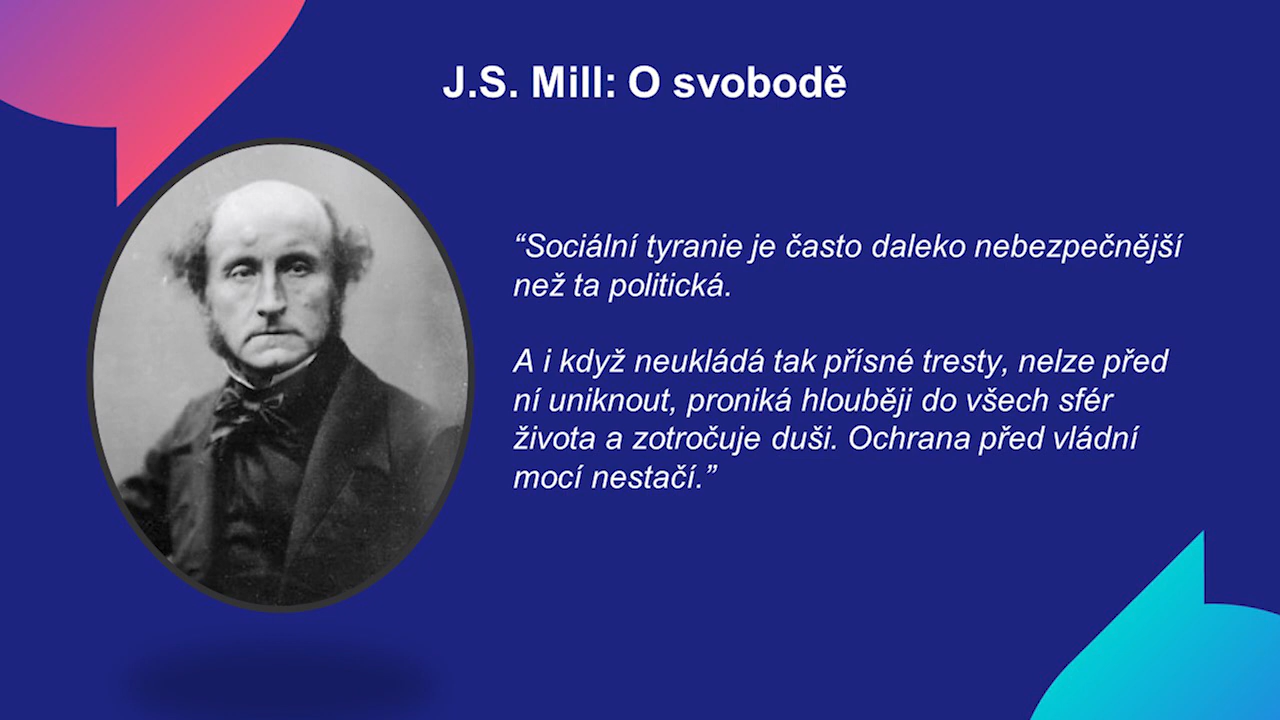 J.S. Mill: O svobodě
“Sociální tyranie je často daleko nebezpečnější
než ta politická.
A i když neukládá tak přísné tresty, nelze před
ní uniknout, proniká hlouběji do všech sfér
života a zotročuje duši. Ochrana před vládní
mocí nestačí.”